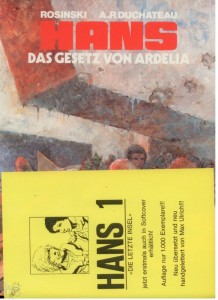 ROSINSKI A.P. DUCHATEAU
HANS
DAS GESETZ VON ARDELIA
HANS 1
»DIE LETZTE INSEL«
jetzt erstmals auch in Softcover
erhältlich!
Auflage nur 1.000 Exemplare!!!
Neu übersetzt und neu
handgelettert von Max Ulrich!!!